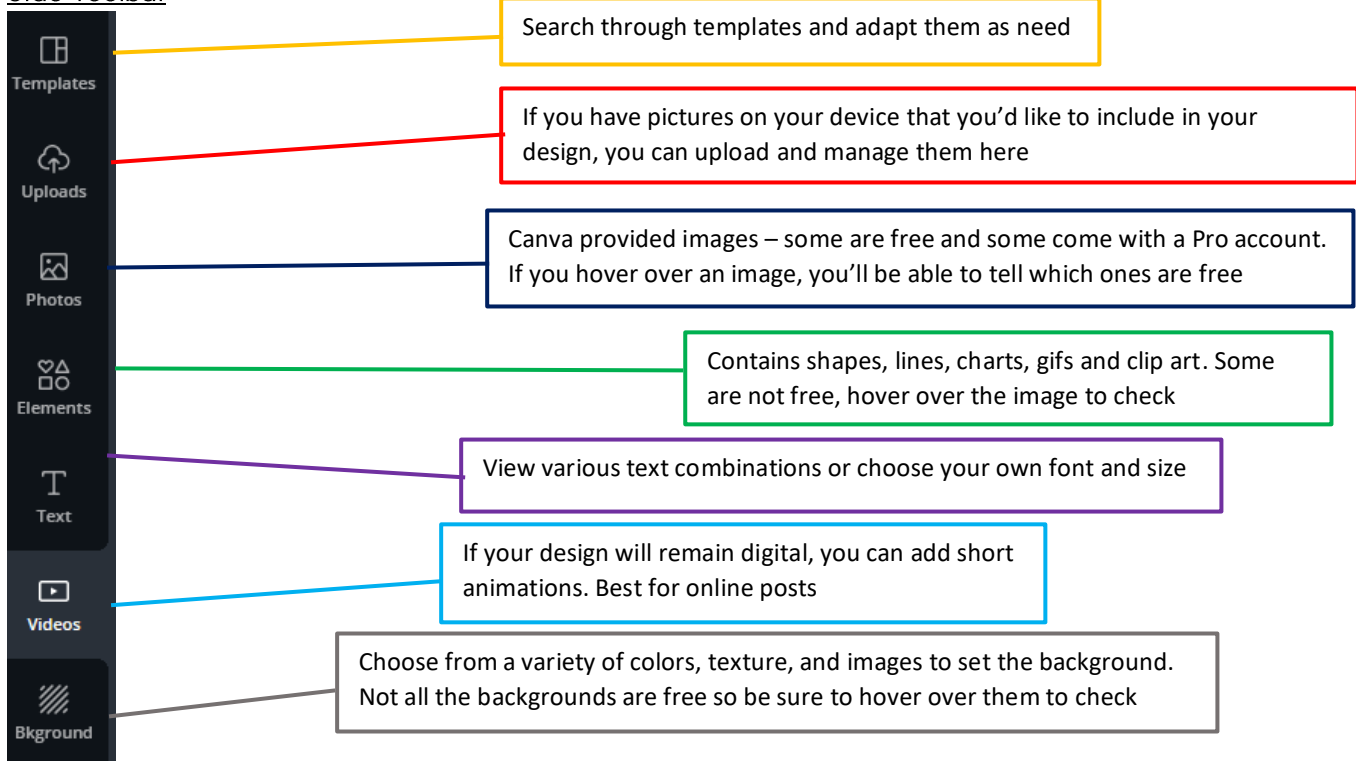 Side Toolbar
Templates
Search through templates and adapt them as need
Uploads
If you have pictures on your device that you’d like to include in your
design, you can upload and manage them here
Photos
Canva provided images – some are free and some come with a Pro account.
If you hover over an image, you’ll be able to tell which ones are free
Elements
Contains shapes, lines, charts, gifs and clip art. Some
are not free, hover over the image to check
Text
View various text combinations or choose your own font and size
Videos
If your design will remain digital, you can add short
animations. Best for online posts
Bkground
Choose from a variety of colors, texture, and images to set the background.
Not all the backgrounds are free so be sure to hover over them to check